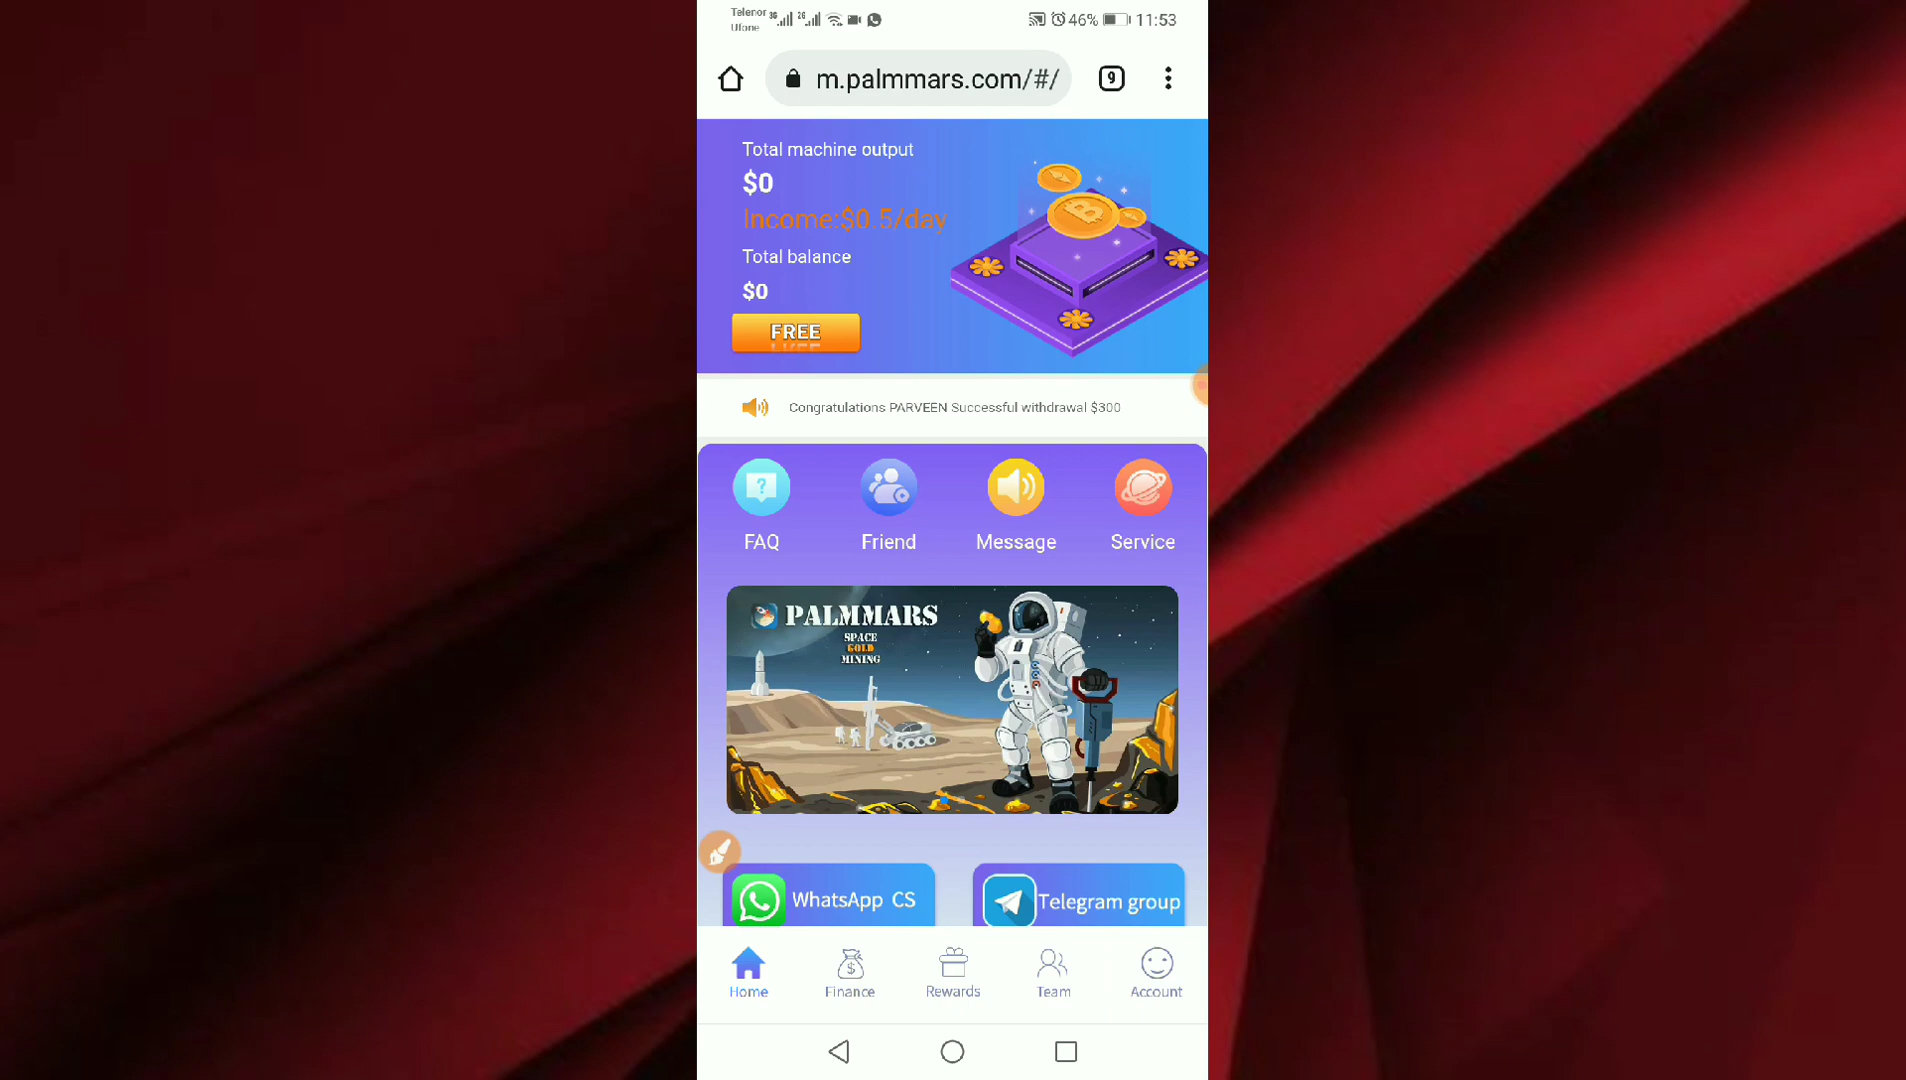 Telenor
Ufone
3G
2G
46%
11:53
m.palmmars.com/#/
9
Total machine output
$0
Income:$0.5/day
Total balance
$0
FREE
Congratulations PARVEEN Successful withdrawal $300
FAQ
Friend
Message
Service
PALMMARS
SPACE
GOLD
MINING
WhatsApp CS
Telegram group
Home
Finance
Rewards
Team
Account